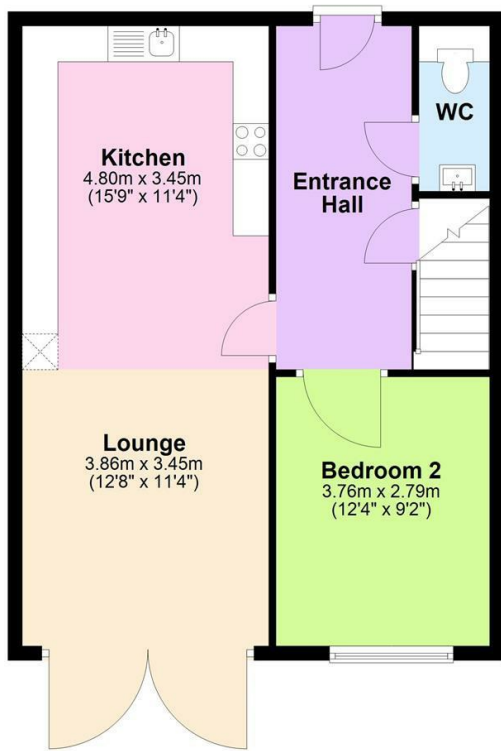 Kitchen
4.80m x 3.45m
(15'9" x 11'4")
Entrance
Hall
WC
Lounge
3.86m x 3.45m
(12'8" x 11'4")
Bedroom 2
3.76m x 2.79m
(12'4" x 9'2")